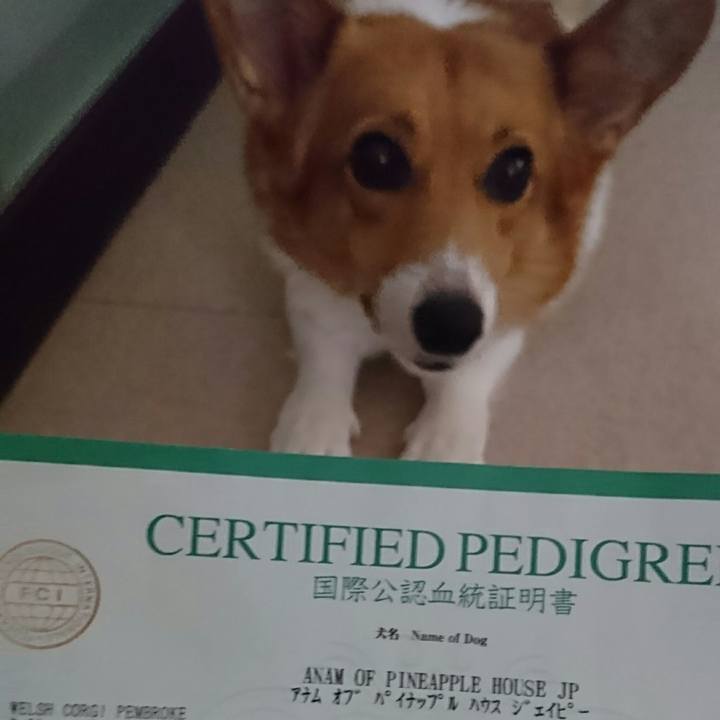 CERTIFIED PEDIGREE
国際公認血統証明書
FCI
犬名 Name of Dog
ANAM OF PINEAPPLE HOUSE JP
アナム オブ パイナップル ハウス ジェイピー
WELSH CORGI PEMBROKE